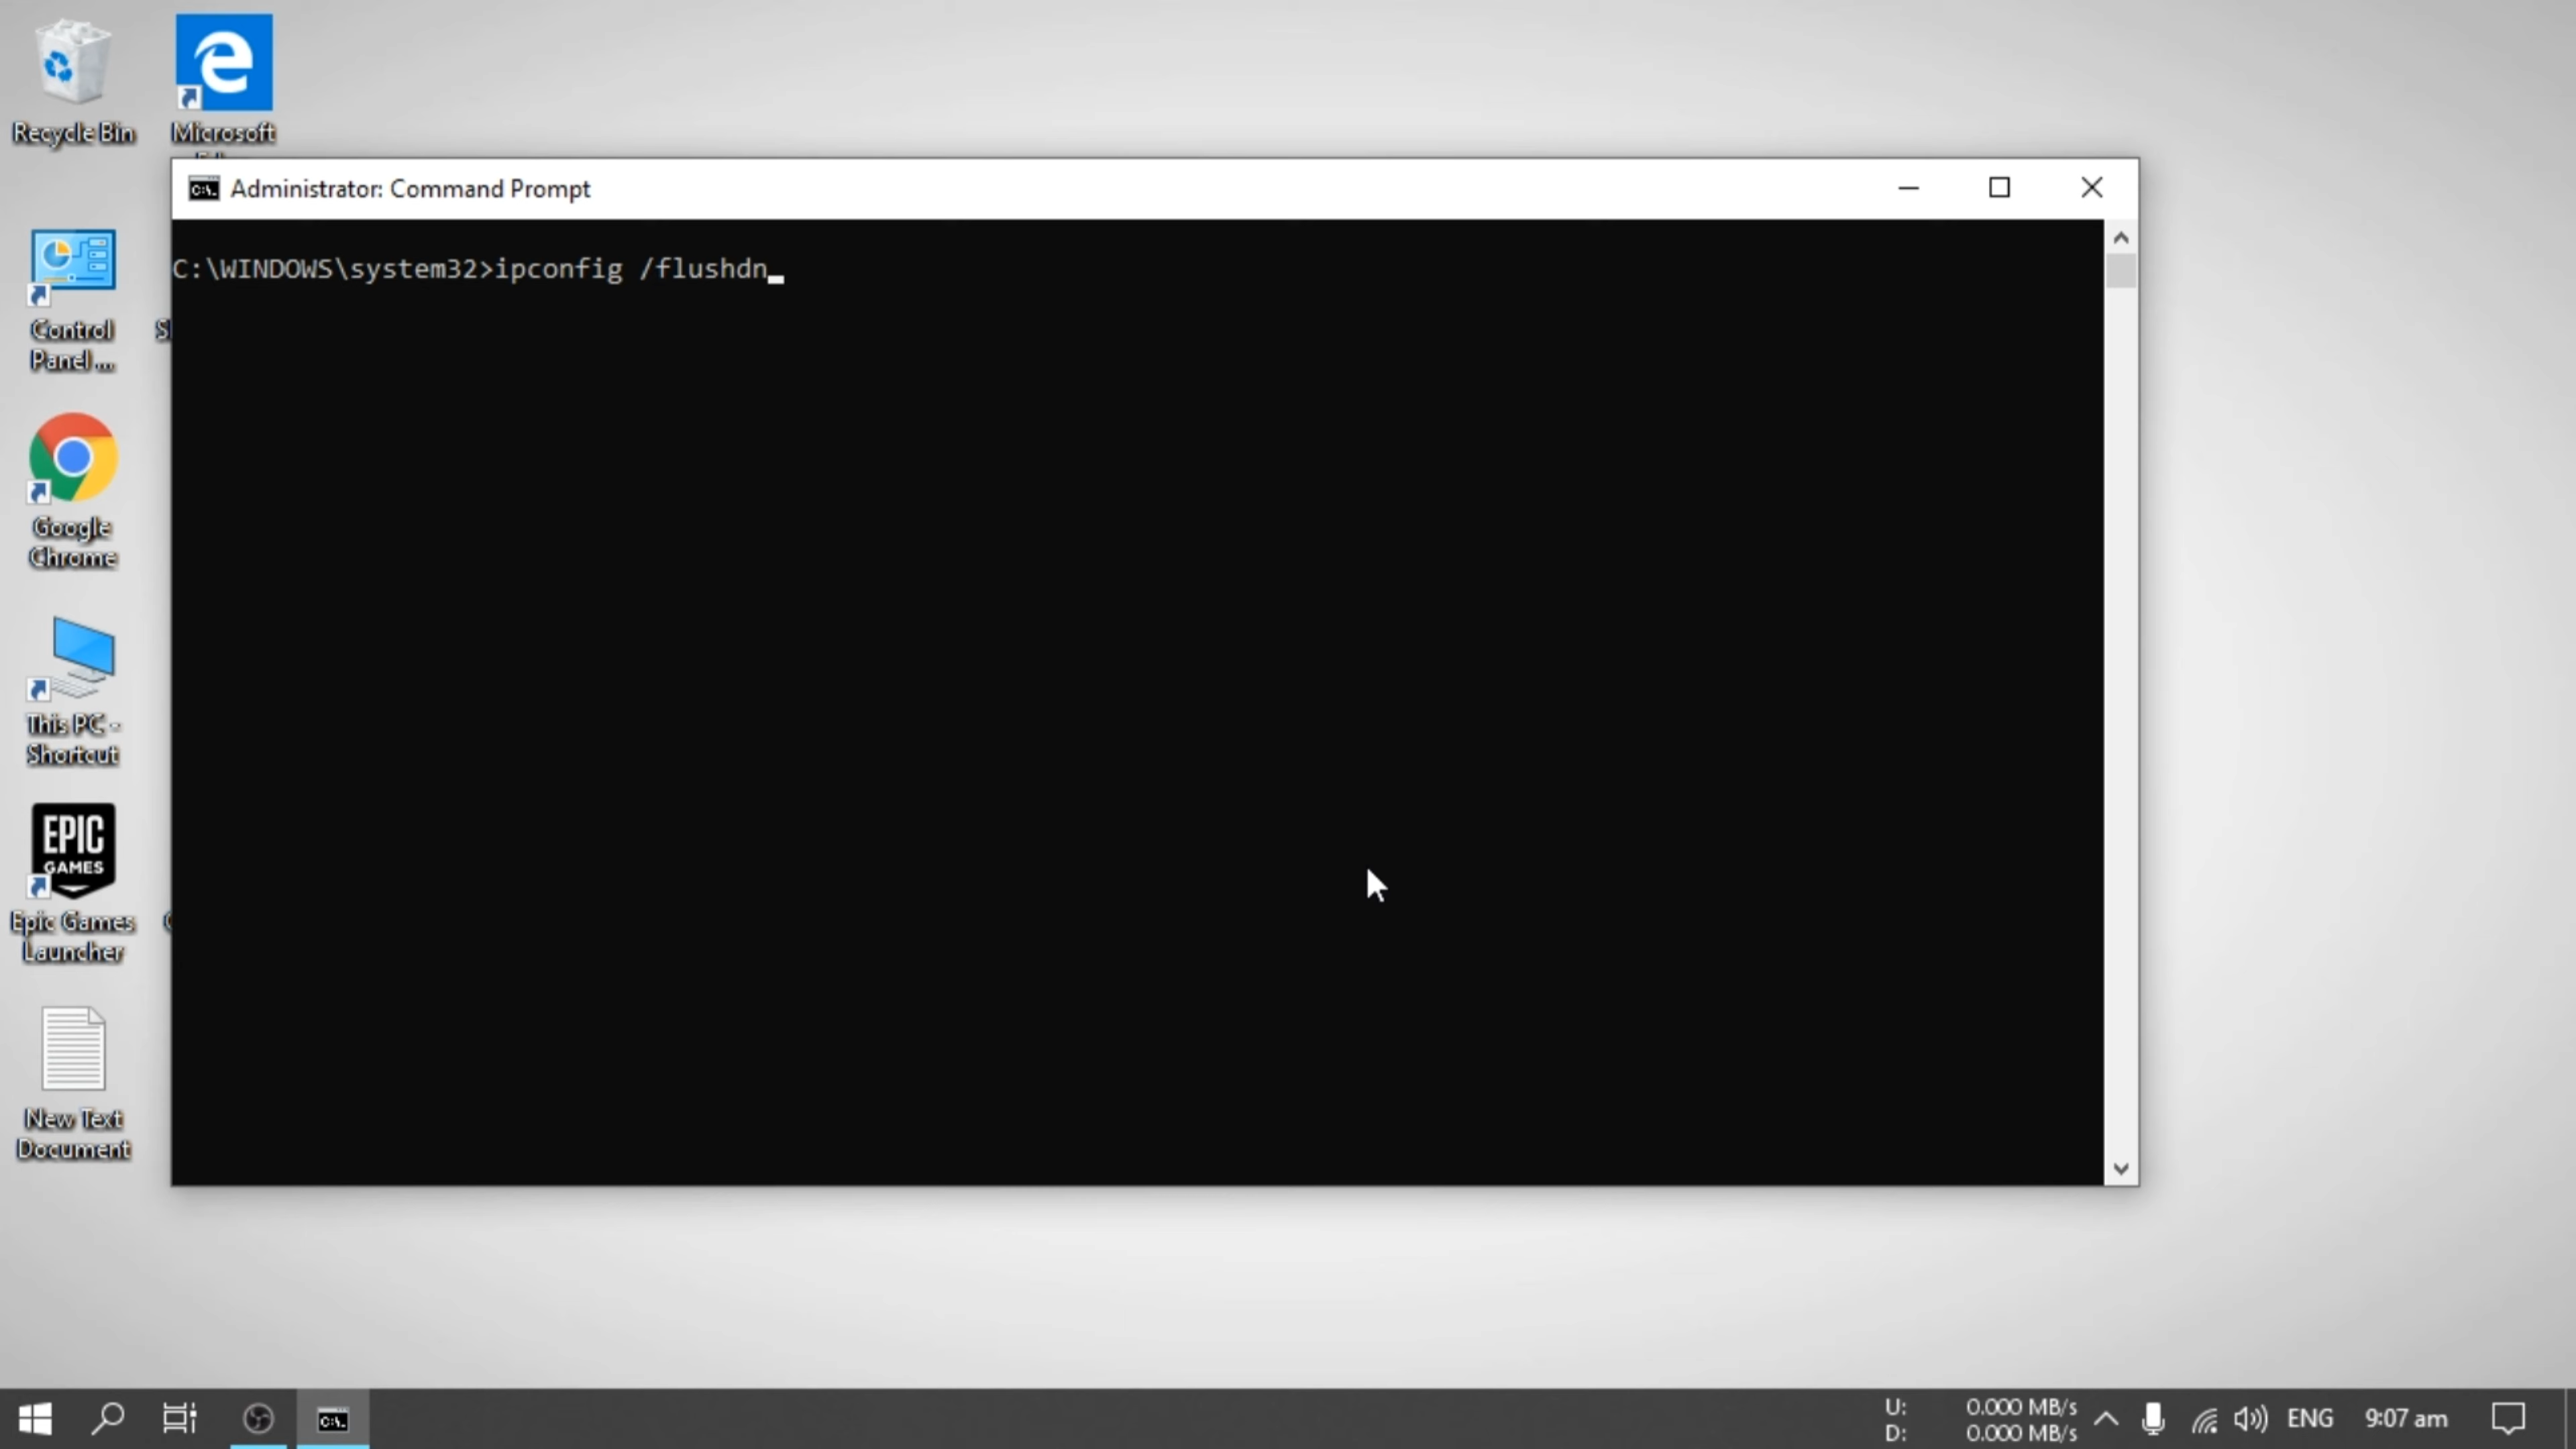 Recycle Bin
Microsoft
Administrator: Command Prompt
C:\WINDOWS\system32>ipconfig /flushdn
Control
Panel ...
Google
Chrome
This PC -
Shortcut
EPIC
GAMES
Epic Games
Launcher
New Text
Document
U: 0.000 MB/s
D: 0.000 MB/s
ENG
9:07 am